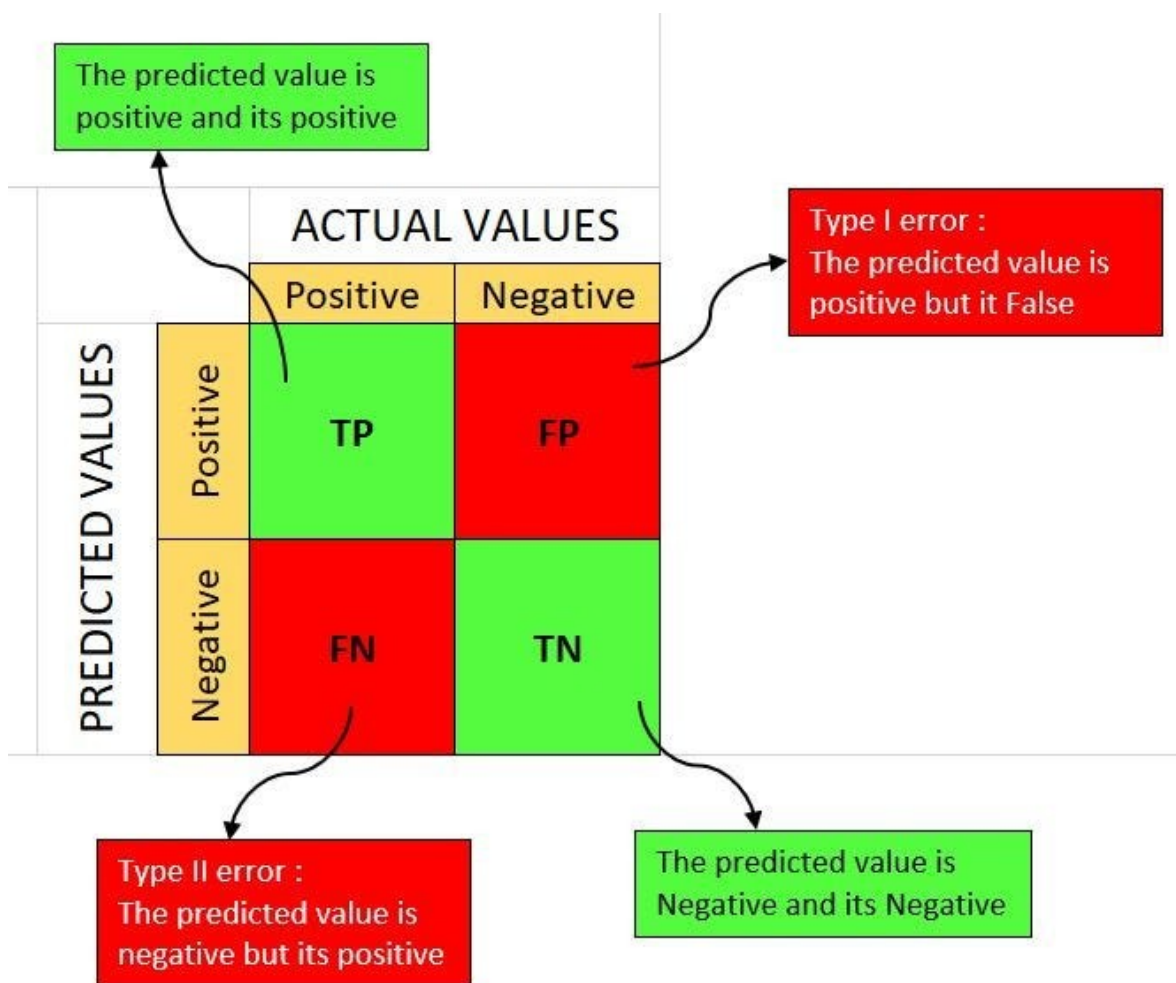 The predicted value is
positive and its positive
ACTUAL VALUES
Type I error :
The predicted value is
positive but it False
Positive
Negative
PREDICTED VALUES
Positive
TP
FP
Negative
FN
TN
Type II error :
The predicted value is
negative but its positive
The predicted value is
Negative and its Negative